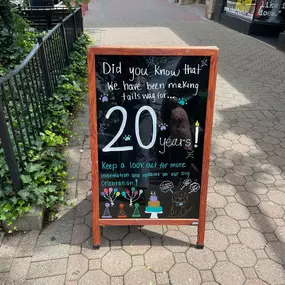 Did you Know that
we have been making
tails wag for...
20 years!
Keep a look out for more
information and updates on our 20yr
Celebration!